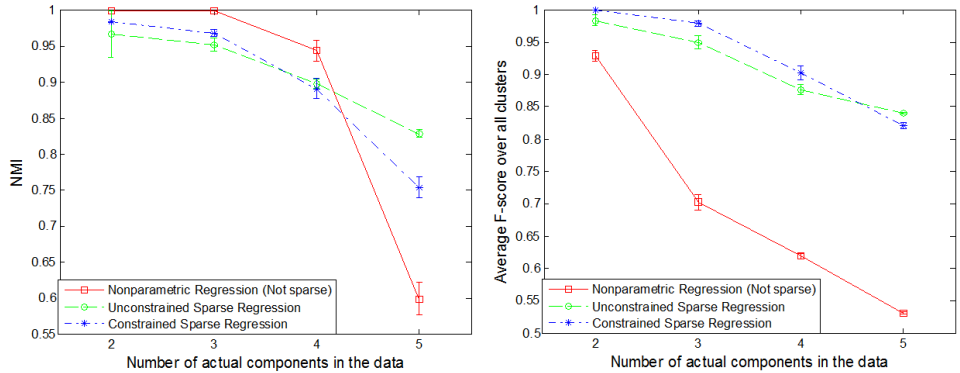 1
0.95
0.9
0.85
0.8
0.75
0.7
0.65
0.6
0.55
NMI
Nonparametric Regression (Not sparse)
Unconstrained Sparse Regression
Constrained Sparse Regression
2 3 4 5
Number of actual components in the data
1
0.95
0.9
0.85
0.8
0.75
0.7
0.65
0.6
0.55
0.5
Average F-score over all clusters
Nonparametric Regression (Not sparse)
Unconstrained Sparse Regression
Constrained Sparse Regression
2 3 4 5
Number of actual components in the data